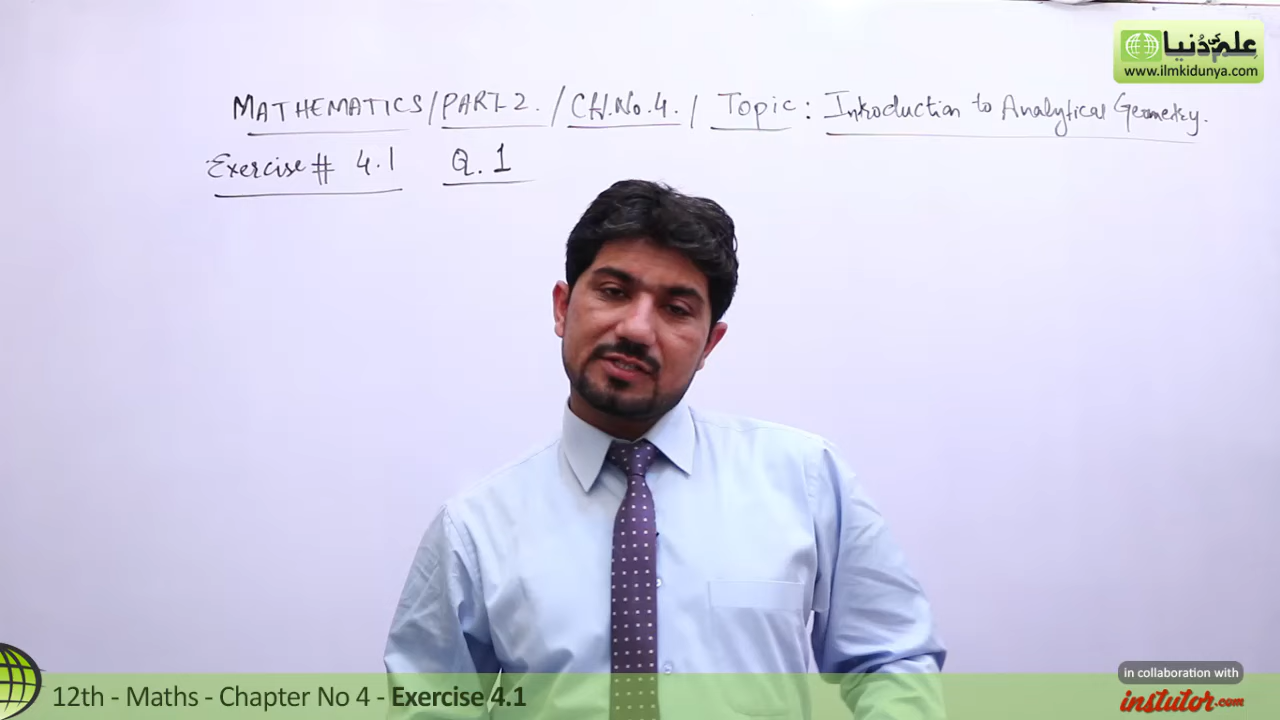 علم کی دُنیا
www.ilmkidunya.com
MATHEMATICS / PART-2. / CH.No.4. / Topic: Introduction to Analytical Geometry.
Exercise# 4.1 Q.1
12th - Maths - Chapter No 4 - Exercise 4.1
in collaboration with
instutor.com